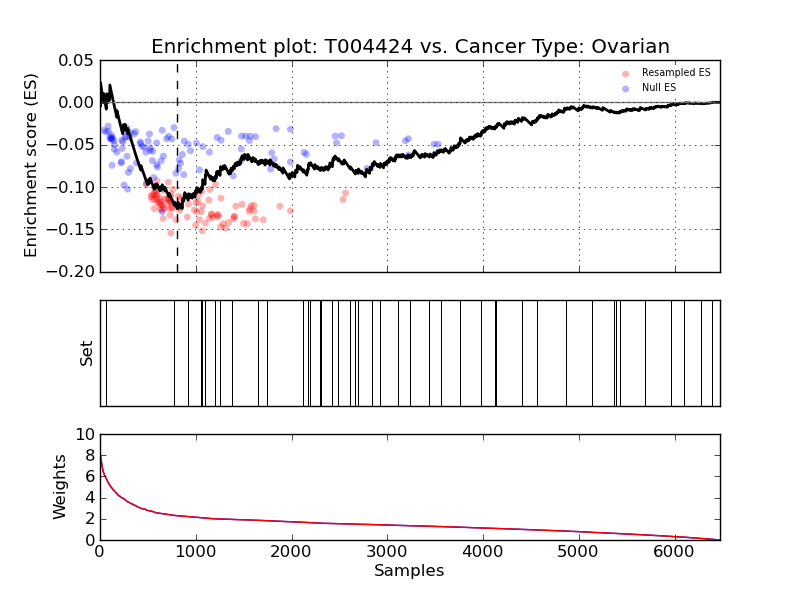 Enrichment plot: T004424 vs. Cancer Type: Ovarian
0.05
0.00
−0.05
−0.10
−0.15
−0.20
Enrichment score (ES)
Resampled ES
Null ES
Set
10
8
6
4
2
0
Weights
0 1000 2000 3000 4000 5000 6000
Samples